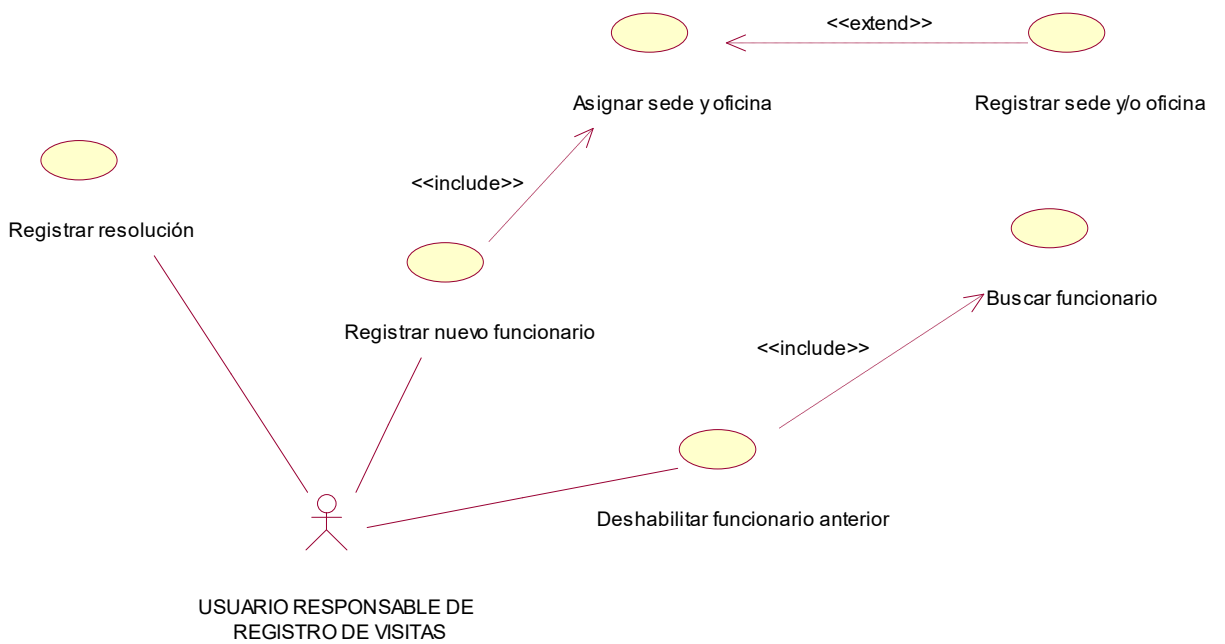 <<extend>>
Asignar sede y oficina
Registrar sede y/o oficina
<<include>>
Registrar resolución
Registrar nuevo funcionario
Buscar funcionario
<<include>>
Deshabilitar funcionario anterior
USUARIO RESPONSABLE DE
REGISTRO DE VISITAS